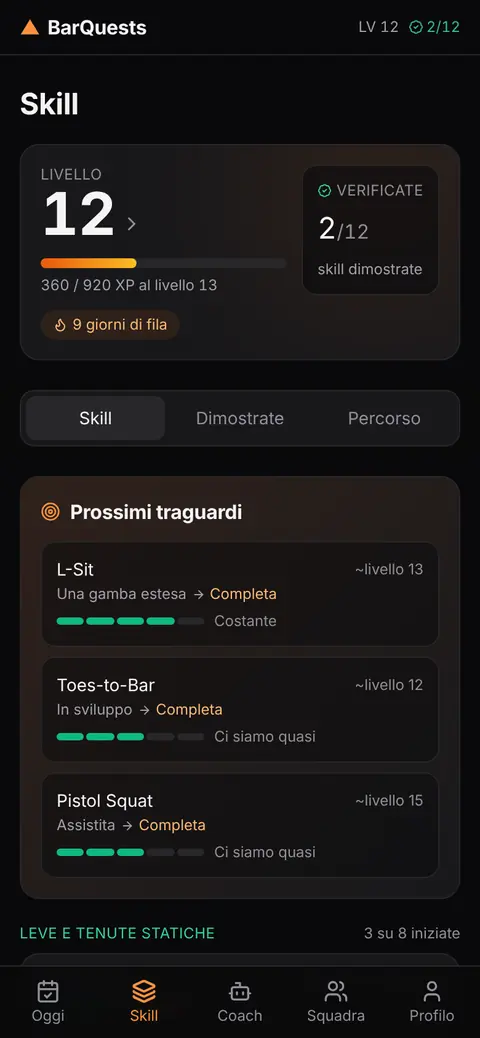 BarQuests
LV 12
2/12
Skill
LIVELLO
12
360 / 920 XP al livello 13
9 giorni di fila
VERIFICATE
2/12
skill dimostrate
Skill
Dimostrate
Percorso
Prossimi traguardi
L-Sit
~livello 13
Una gamba estesa → Completa
Costante
Toes-to-Bar
~livello 12
In sviluppo → Completa
Ci siamo quasi
Pistol Squat
~livello 15
Assistita → Completa
Ci siamo quasi
LEVE E TENUTE STATICHE
3 su 8 iniziate
Oggi
Skill
Coach
Squadra
Profilo